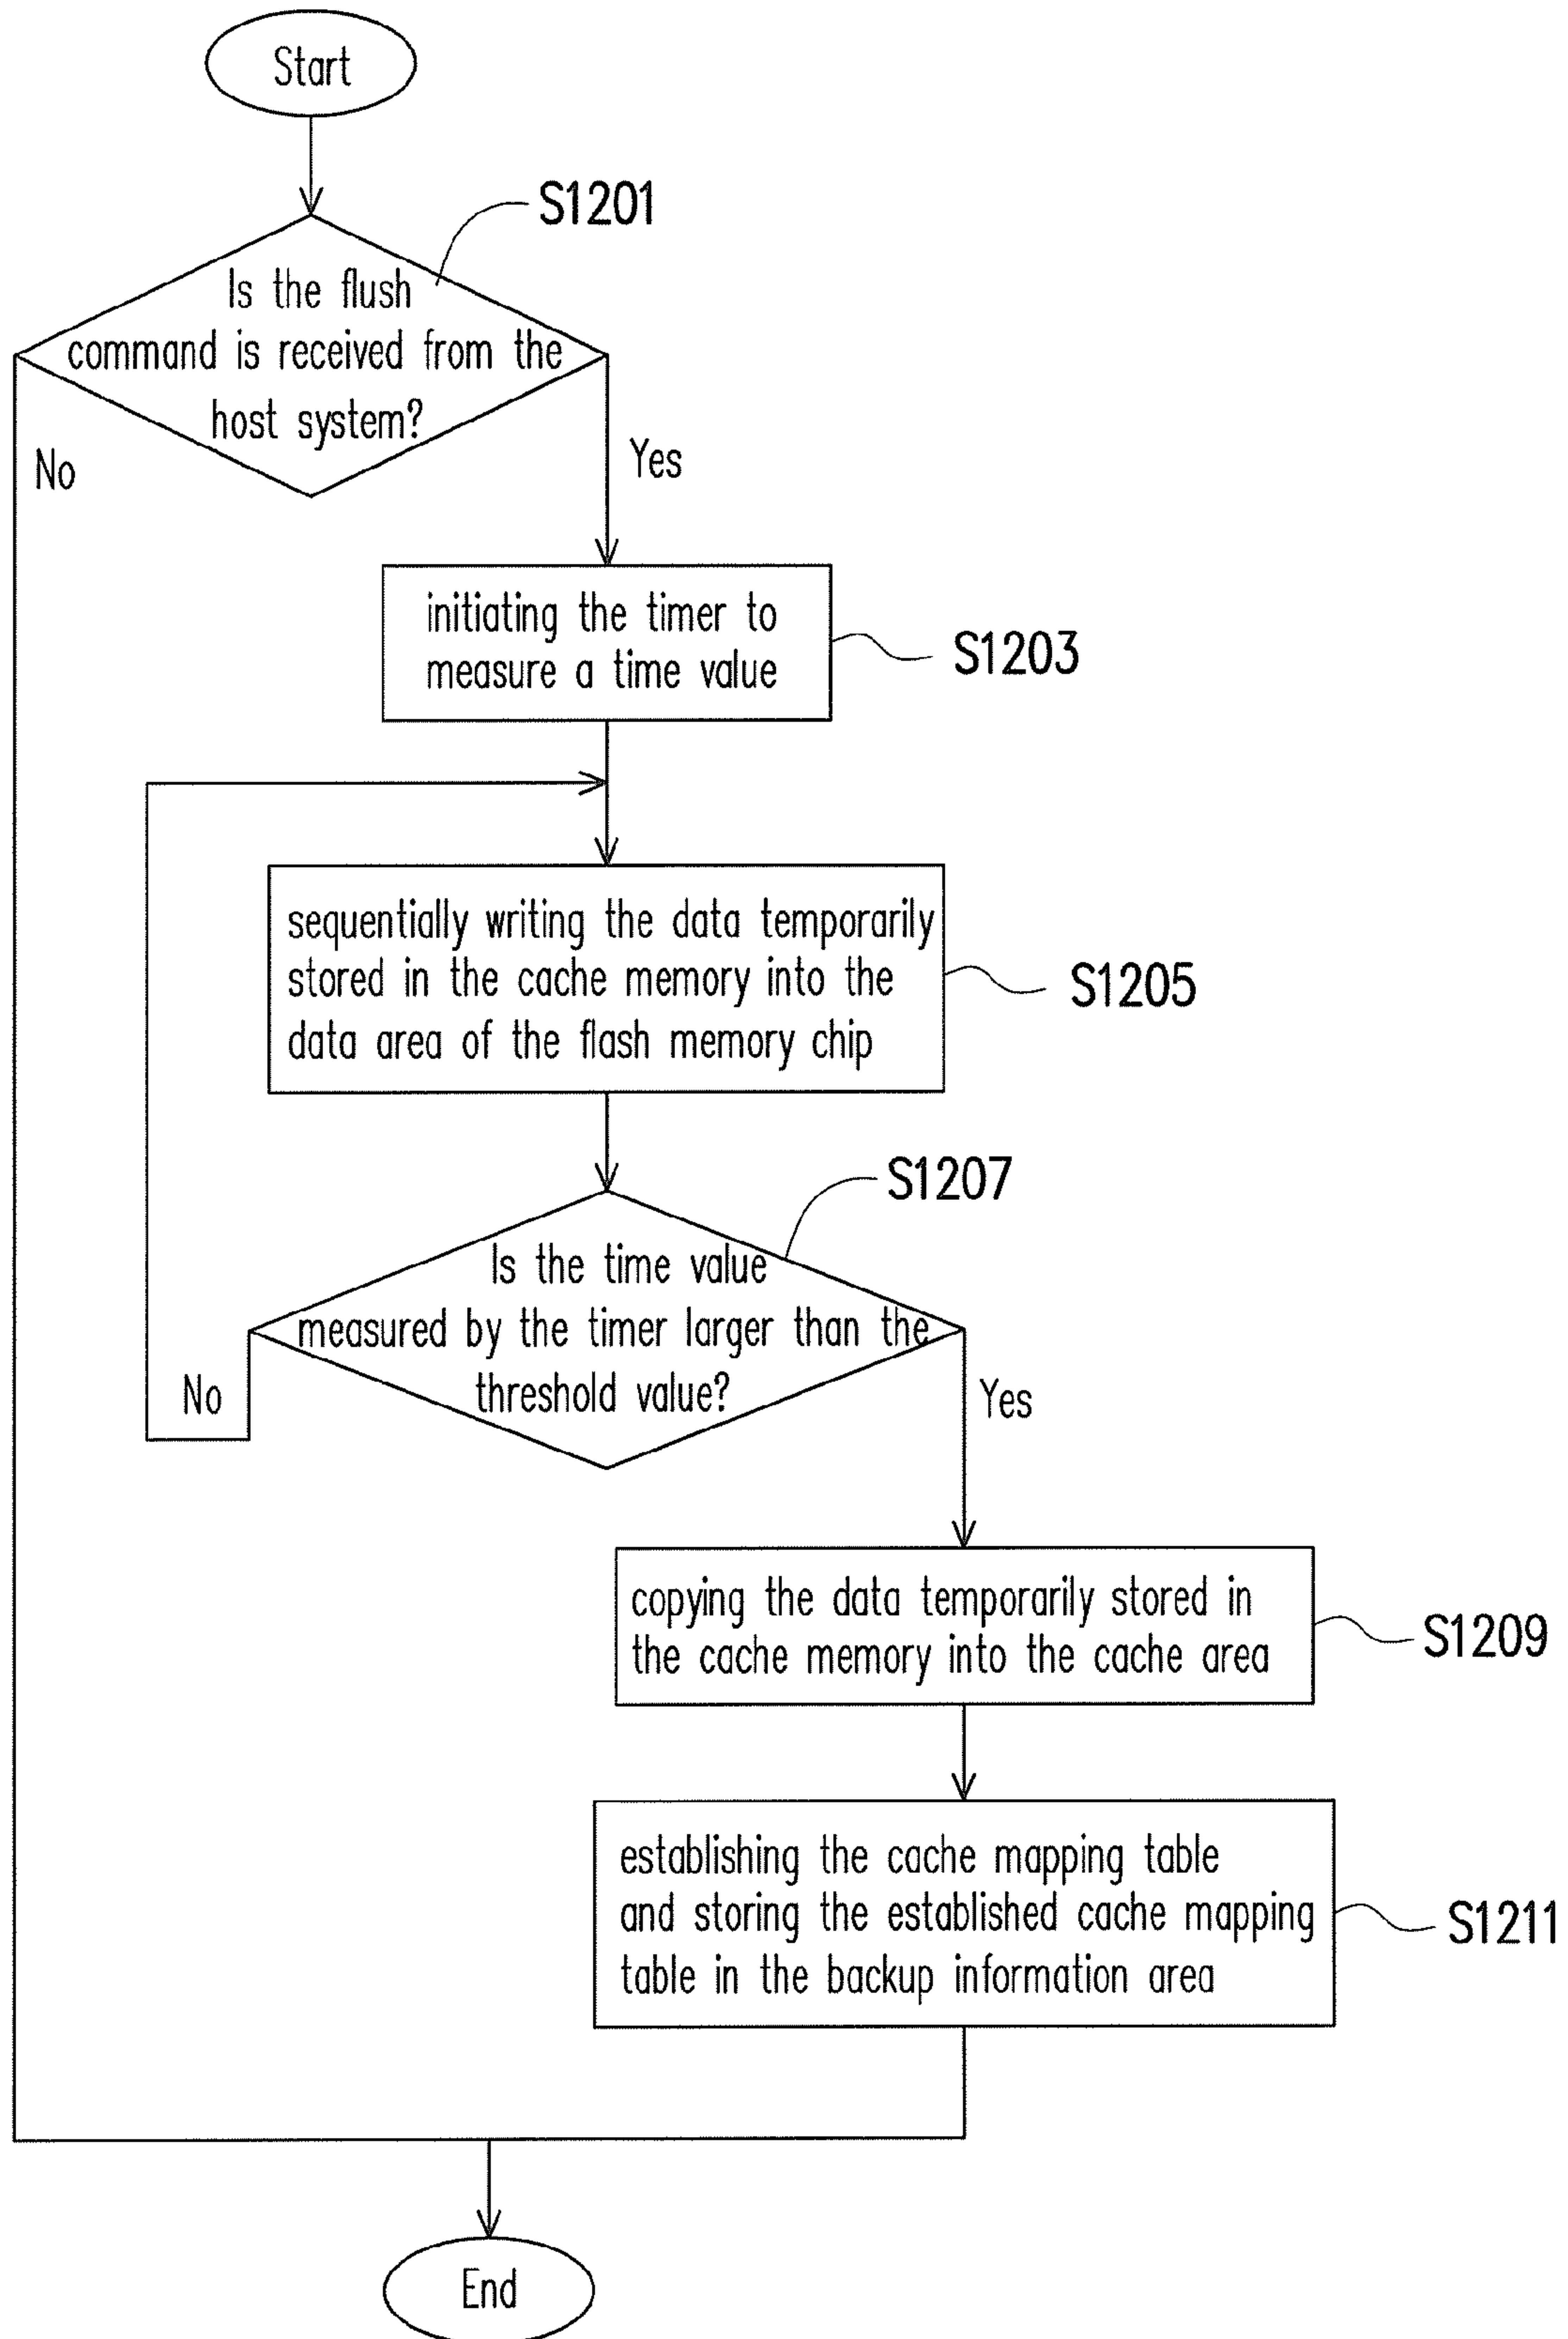 Start
S1201
Is the flush
command is received from the
host system?
No
Yes
initiating the timer to
measure a time value
S1203
sequentially writing the data temporarily
stored in the cache memory into the
data area of the flash memory chip
S1205
S1207
Is the time value
measured by the timer larger than the
threshold value?
No
Yes
copying the data temporarily stored in
the cache memory into the cache area
S1209
establishing the cache mapping table
and storing the established cache mapping
table in the backup information area
S1211
End